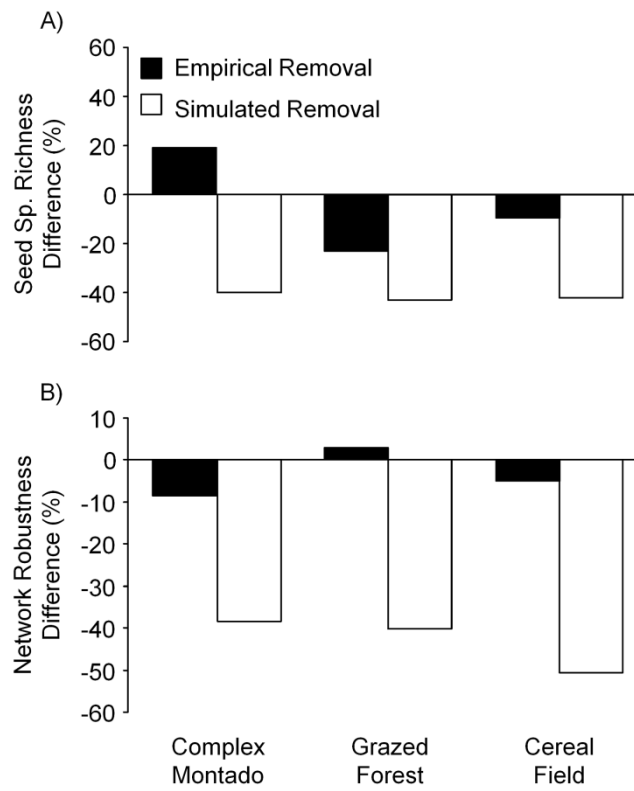 A)
60
40
20
0
-20
-40
-60
Seed Sp. Richness
Difference (%)
Empirical Removal
Simulated Removal
B)
10
0
-10
-20
-30
-40
-50
-60
Network Robustness
Difference (%)
Complex
Montado
Grazed
Forest
Cereal
Field